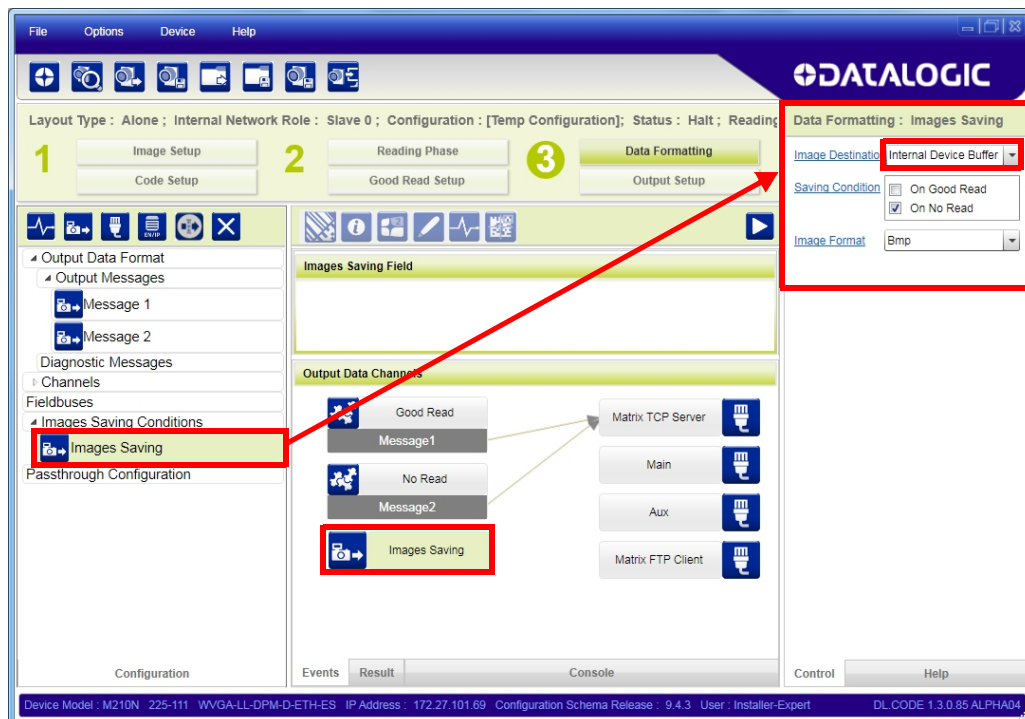 File Options Device Help
DATALOGIC
Layout Type : Alone ; Internal Network Role : Slave 0 ; Configuration : [Temp Configuration]; Status : Halt ; Reading
1 Image Setup 2 Reading Phase 3 Data Formatting
Code Setup Good Read Setup Output Setup
Data Formatting : Images Saving
Image Destinatio Internal Device Buffer
Saving Condition On Good Read
On No Read
Image Format Bmp
EN/IP
Output Data Format
Output Messages
Message 1
Message 2
Diagnostic Messages
Channels
Fieldbuses
Images Saving Conditions
Images Saving
Passthrough Configuration
Configuration
Images Saving Field
Output Data Channels
Good Read
Message1
No Read
Message2
Images Saving
Matrix TCP Server
Main
Aux
Matrix FTP Client
Events Result Console
Control Help
Device Model : M210N 225-111 WVGA-LL-DPM-D-ETH-ES IP Address : 172.27.101.69 Configuration Schema Release : 9.4.3 User : Installer-Expert DL.CODE 1.3.0.85 ALPHA04